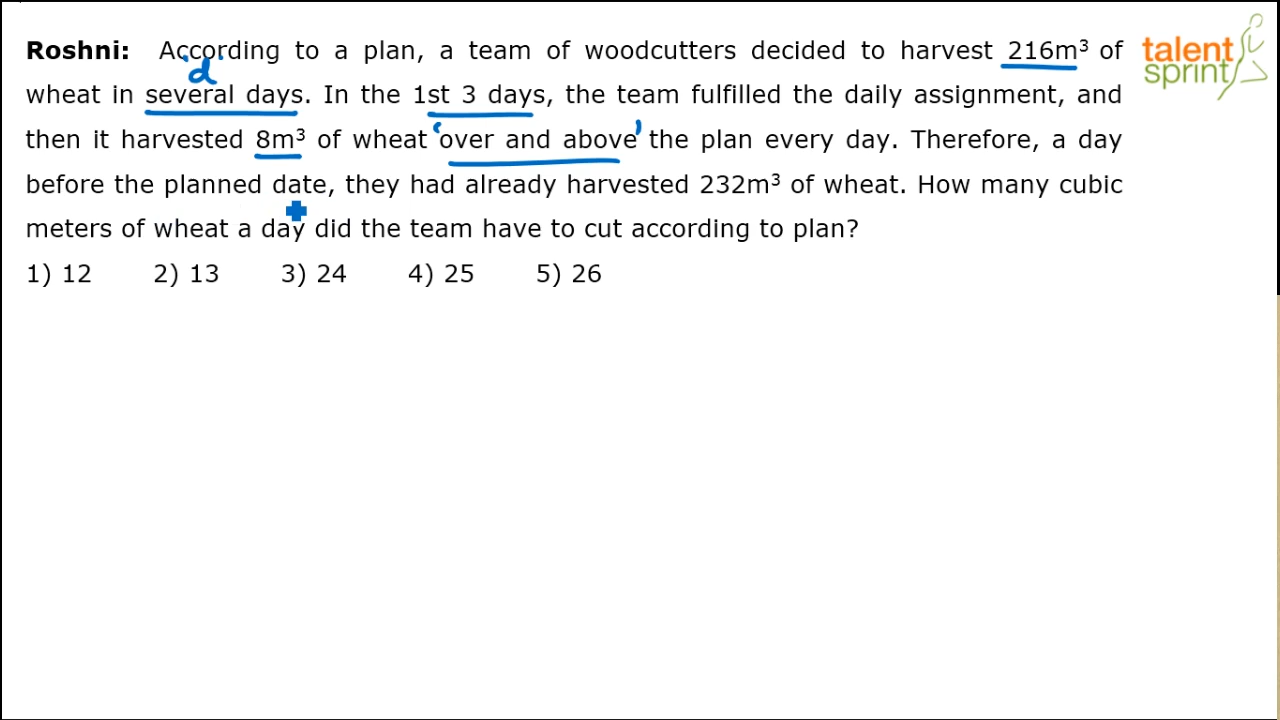 Roshni: According to a plan, a team of woodcutters decided to harvest 216m³ of
'd'
wheat in several days. In the 1st 3 days, the team fulfilled the daily assignment, and
then it harvested 8m³ of wheat 'over and above' the plan every day. Therefore, a day
before the planned date, they had already harvested 232m³ of wheat. How many cubic
meters of wheat a day did the team have to cut according to plan?
1) 12 2) 13 3) 24 4) 25 5) 26
talent
sprint